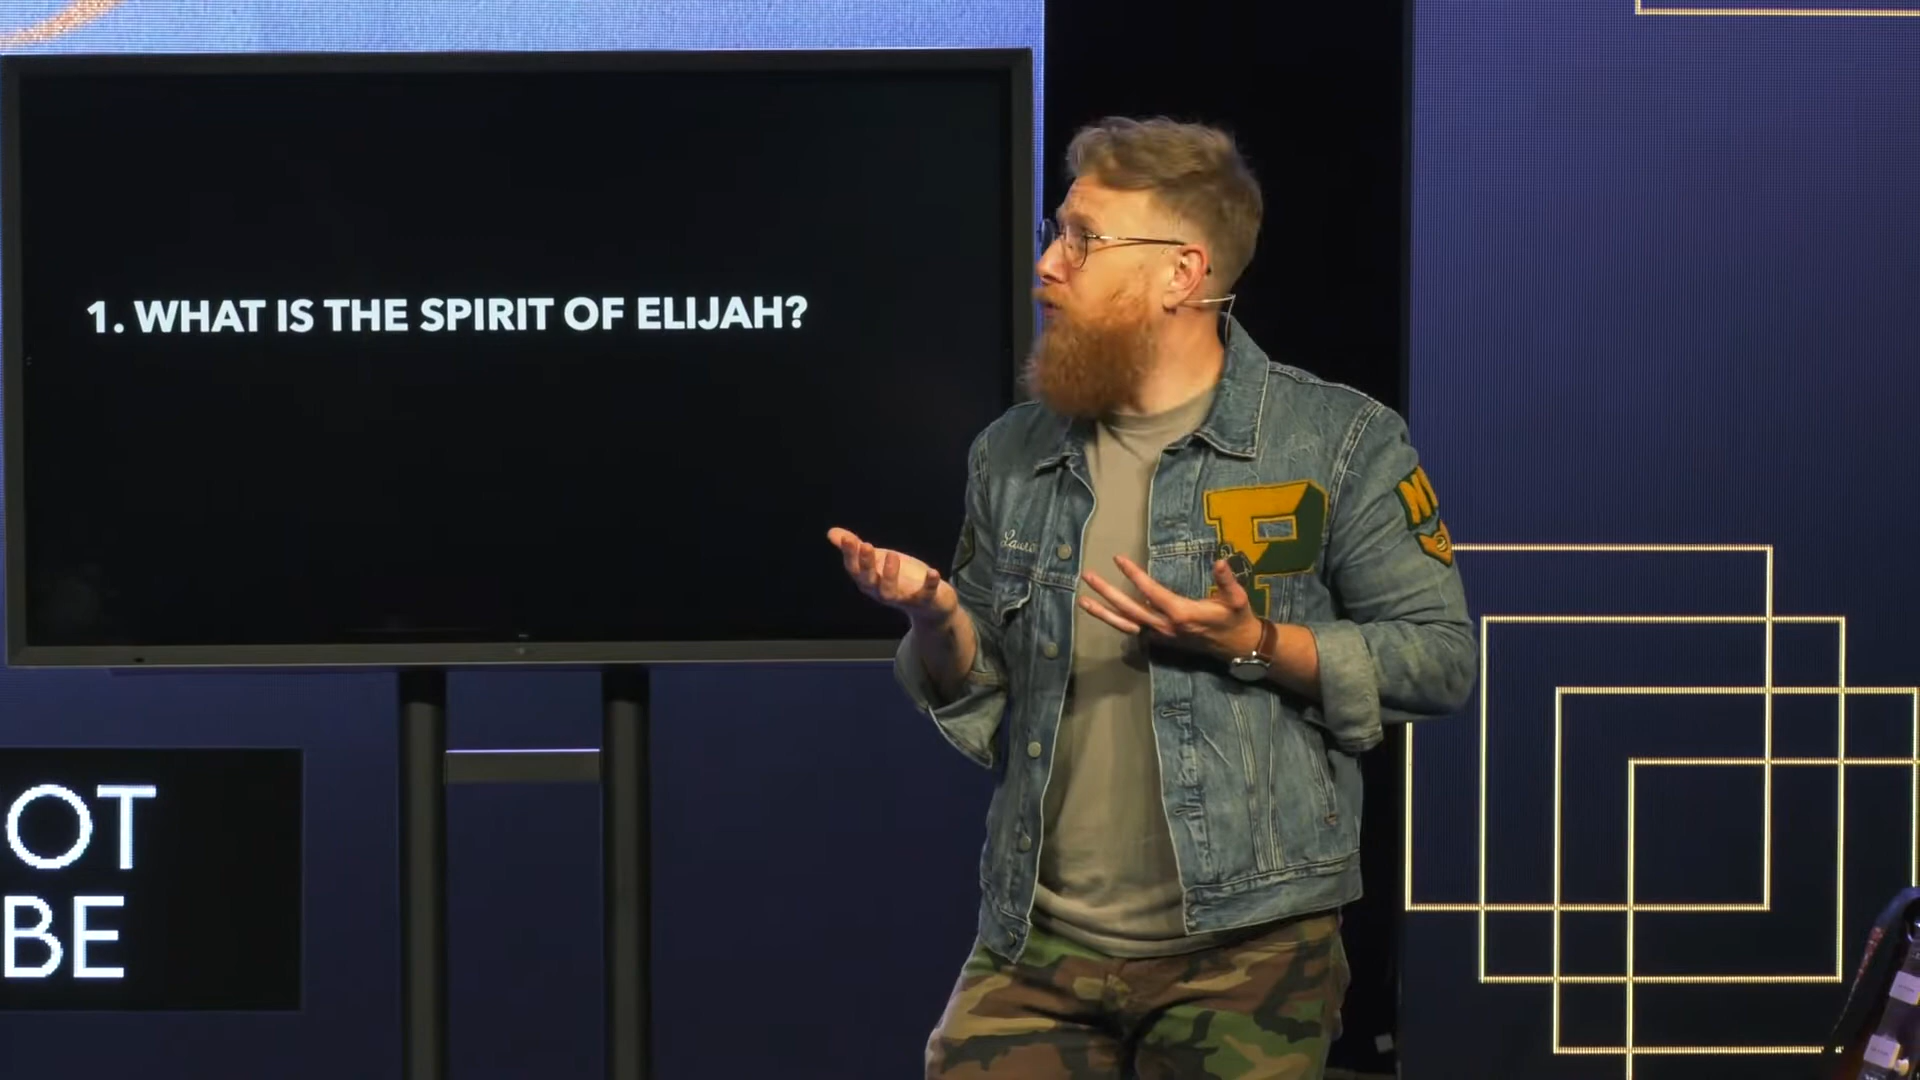 1. WHAT IS THE SPIRIT OF ELIJAH?
P
OT
BE